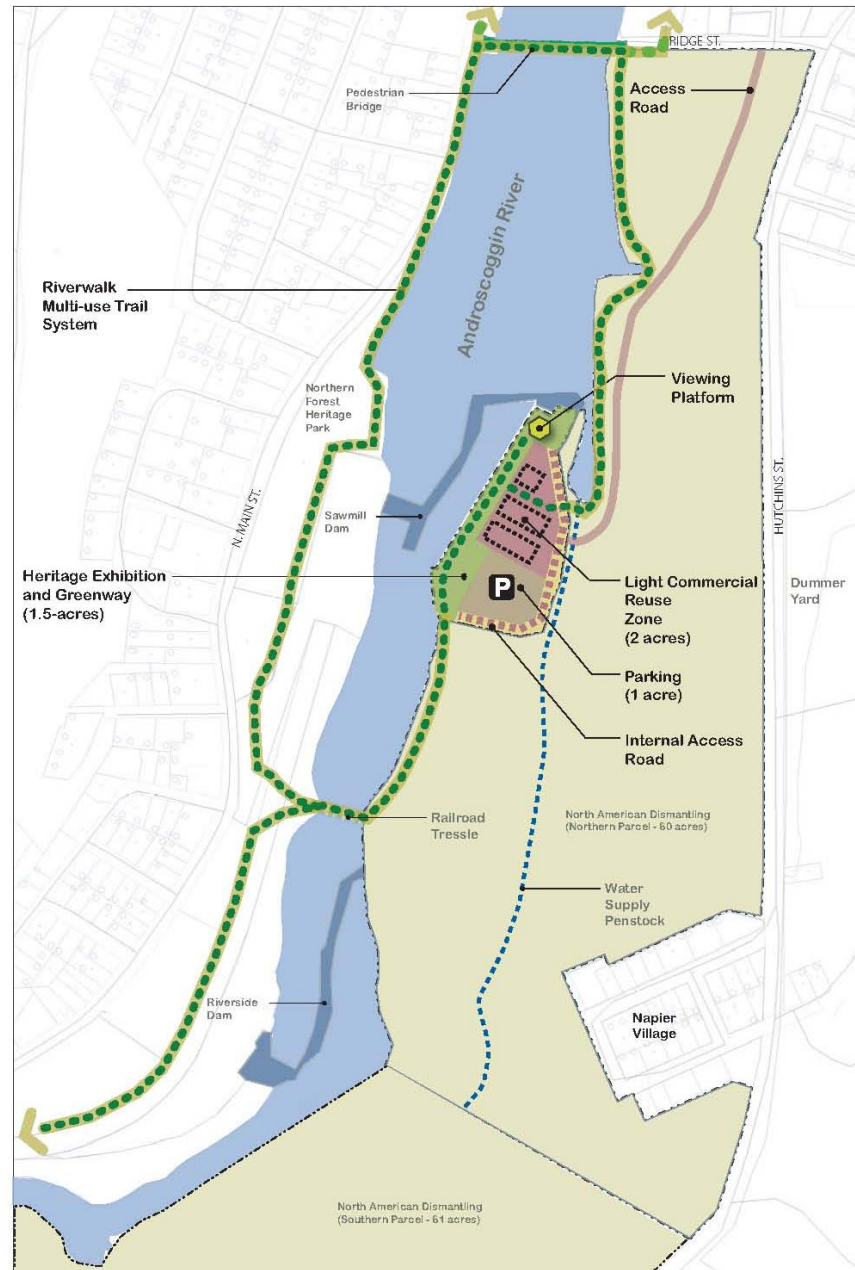 RIDGE ST.
Pedestrian
Bridge
Access
Road
Androscoggin River
Riverwalk
Multi-use Trail
System
Northern
Forest
Heritage
Park
Viewing
Platform
N. MAIN ST.
HUTCHINS ST.
Sawmill
Dam
Heritage Exhibition
and Greenway
(1.5-acres)
P
Light Commercial
Reuse
Zone
(2 acres)
Dummer
Yard
Parking
(1 acre)
Internal Access
Road
Railroad
Tressle
North American Dismantling
(Northern Parcel - 60 acres)
Water
Supply
Penstock
Riverside
Dam
Napier
Village
North American Dismantling
(Southern Parcel - 61 acres)